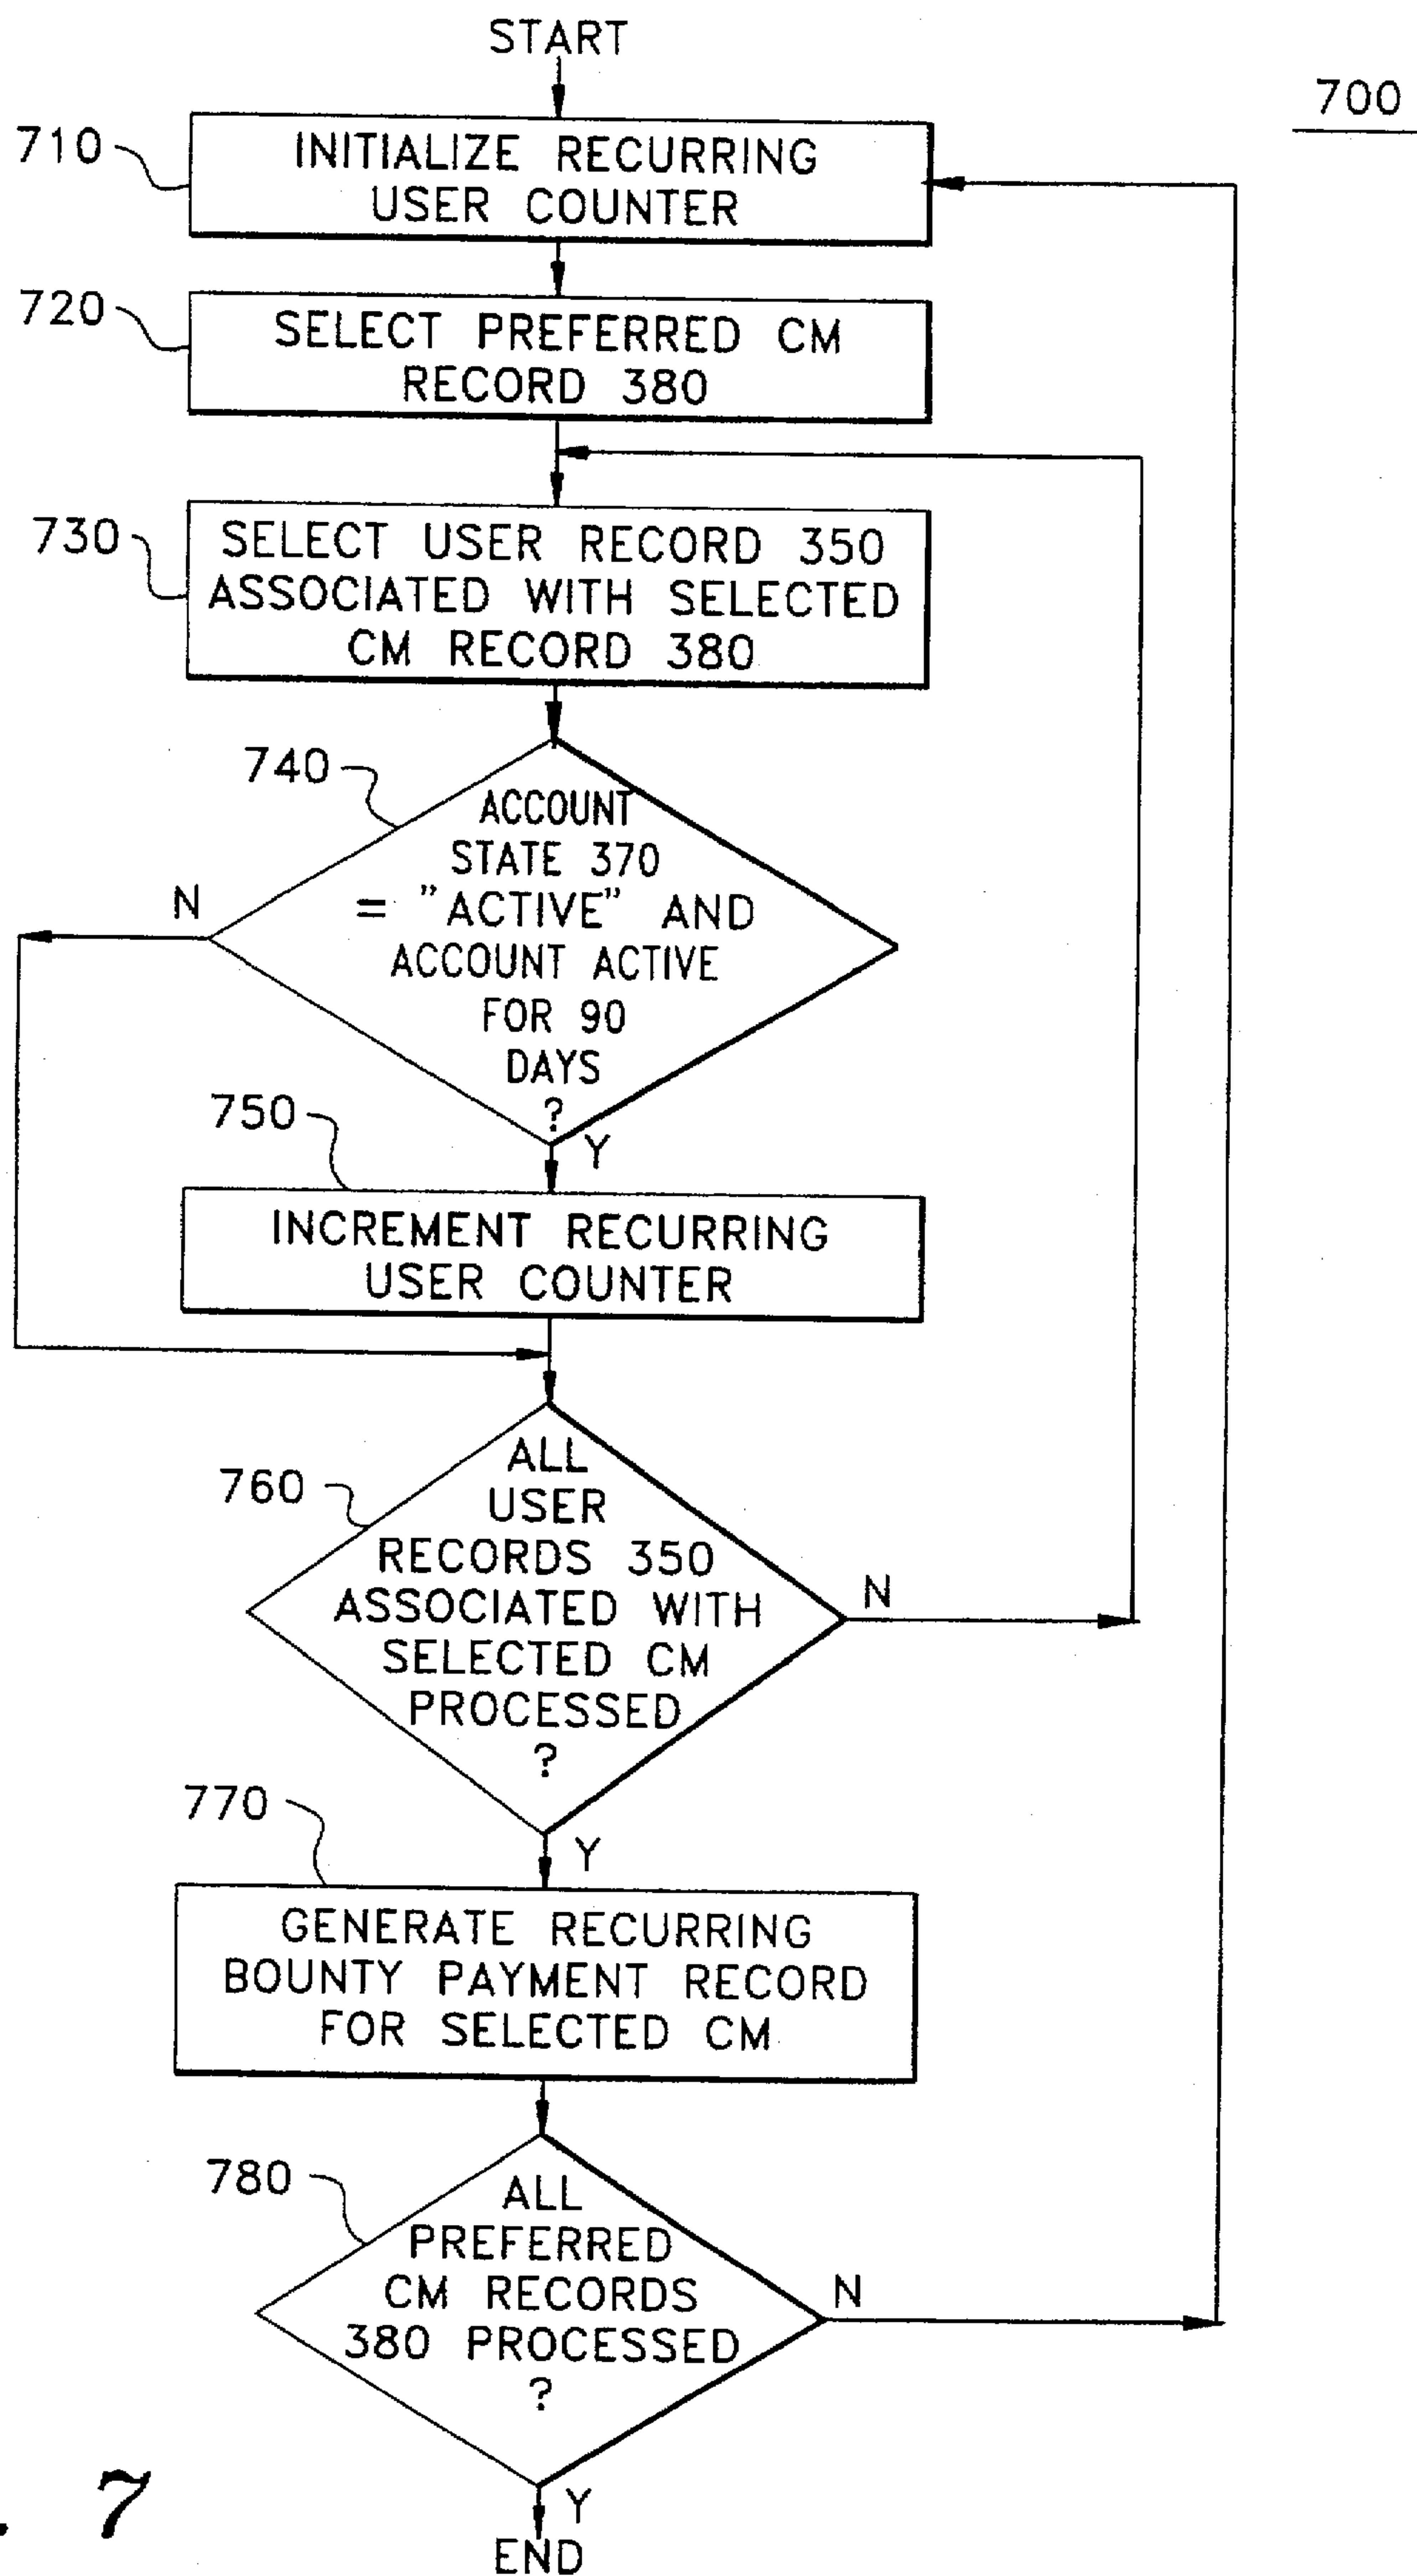 START
700
710
INITIALIZE RECURRING
USER COUNTER
720
SELECT PREFERRED CM
RECORD 380
730
SELECT USER RECORD 350
ASSOCIATED WITH SELECTED
CM RECORD 380
740
ACCOUNT
STATE 370
= "ACTIVE" AND
ACCOUNT ACTIVE
FOR 90
DAYS
?
N
Y
750
INCREMENT RECURRING
USER COUNTER
760
ALL
USER
RECORDS 350
ASSOCIATED WITH
SELECTED CM
PROCESSED
?
N
Y
770
GENERATE RECURRING
BOUNTY PAYMENT RECORD
FOR SELECTED CM
780
ALL
PREFERRED
CM RECORDS
380 PROCESSED
?
N
Y
END
. 7